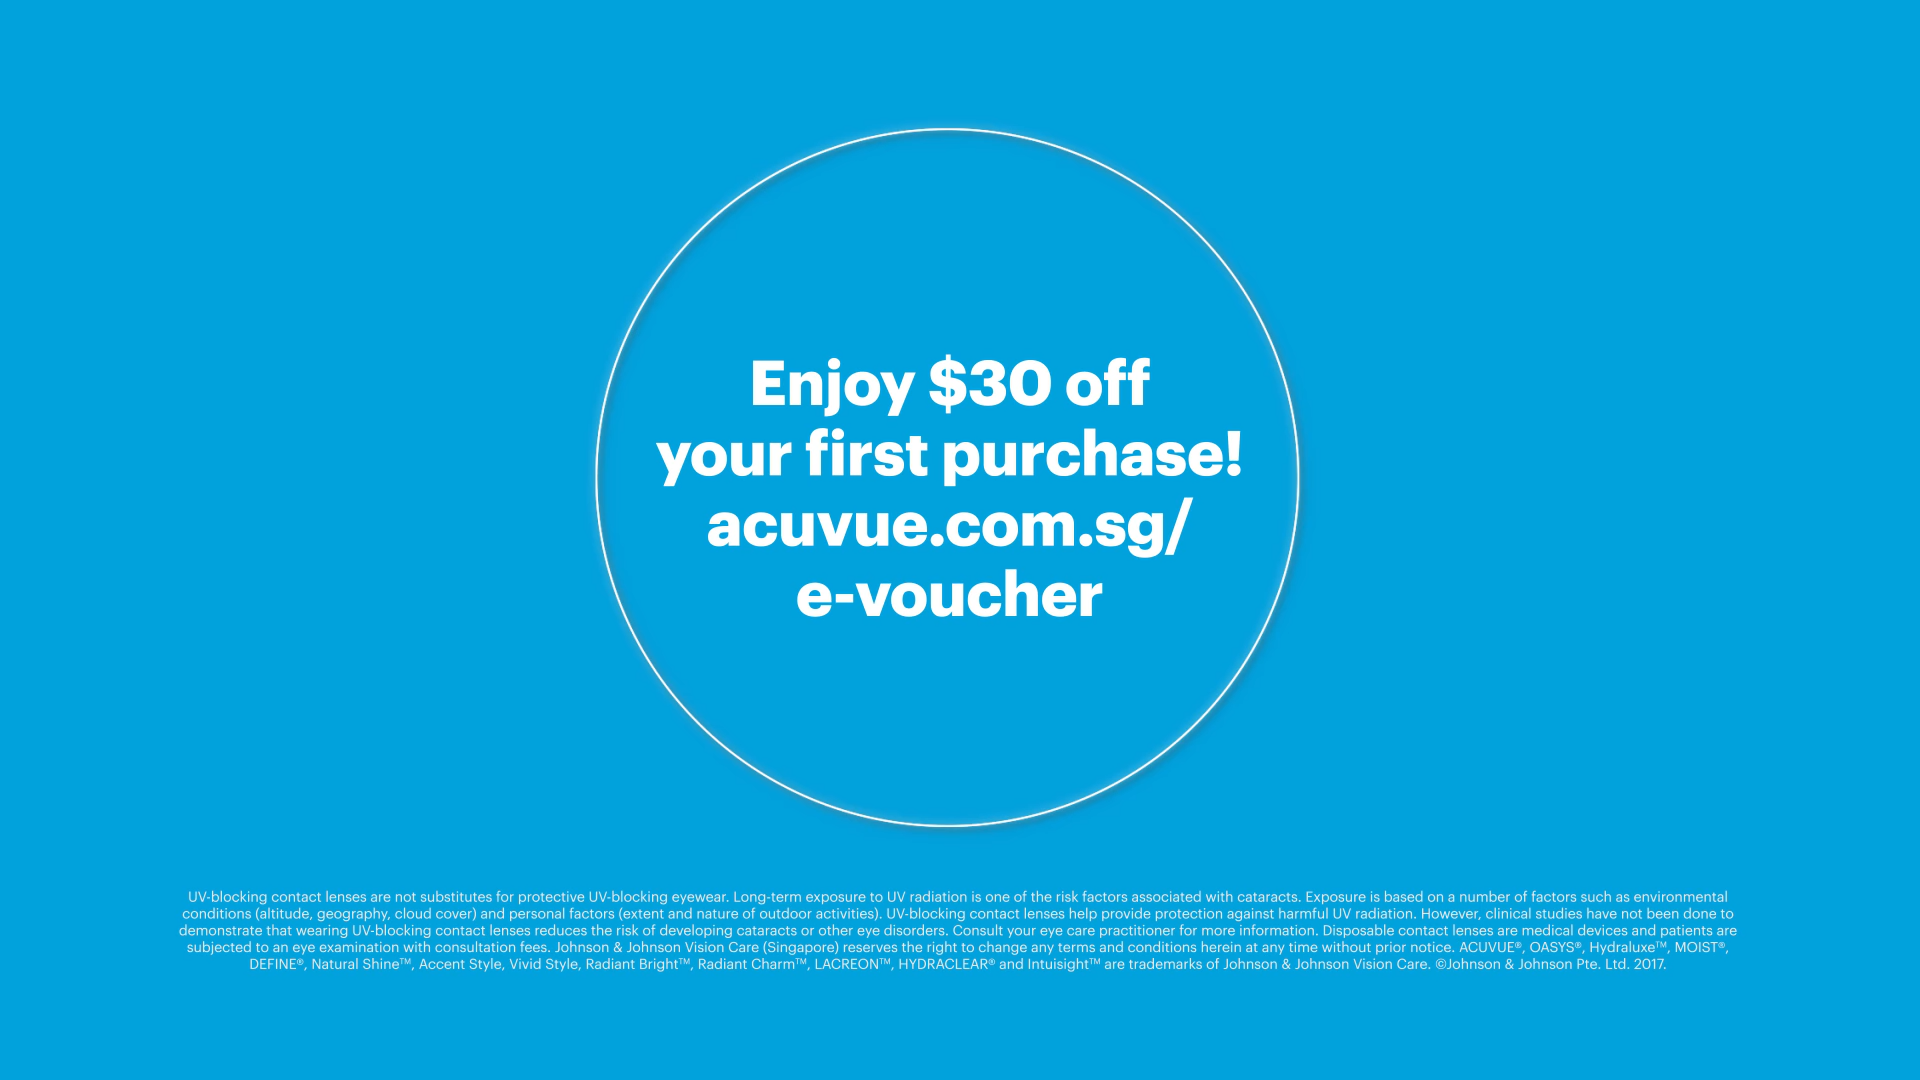 Enjoy $30 off
your first purchase!
acuvue.com.sg/
e-voucher
UV-blocking contact lenses are not substitutes for protective UV-blocking eyewear. Long-term exposure to UV radiation is one of the risk factors associated with cataracts. Exposure is based on a number of factors such as environmental
conditions (altitude, geography, cloud cover) and personal factors (extent and nature of outdoor activities). UV-blocking contact lenses help provide protection against harmful UV radiation. However, clinical studies have not been done to
demonstrate that wearing UV-blocking contact lenses reduces the risk of developing cataracts or other eye disorders. Consult your eye care practitioner for more information. Disposable contact lenses are medical devices and patients are
subjected to an eye examination with consultation fees. Johnson & Johnson Vision Care (Singapore) reserves the right to change any terms and conditions herein at any time without prior notice. ACUVUE®, OASYS®, Hydraluxe™, MOIST®,
DEFINE®, Natural Shine™, Accent Style, Vivid Style, Radiant Bright™, Radiant Charm™, LACREON™, HYDRACLEAR® and Intuisight™ are trademarks of Johnson & Johnson Vision Care. ©Johnson & Johnson Pte. Ltd. 2017.